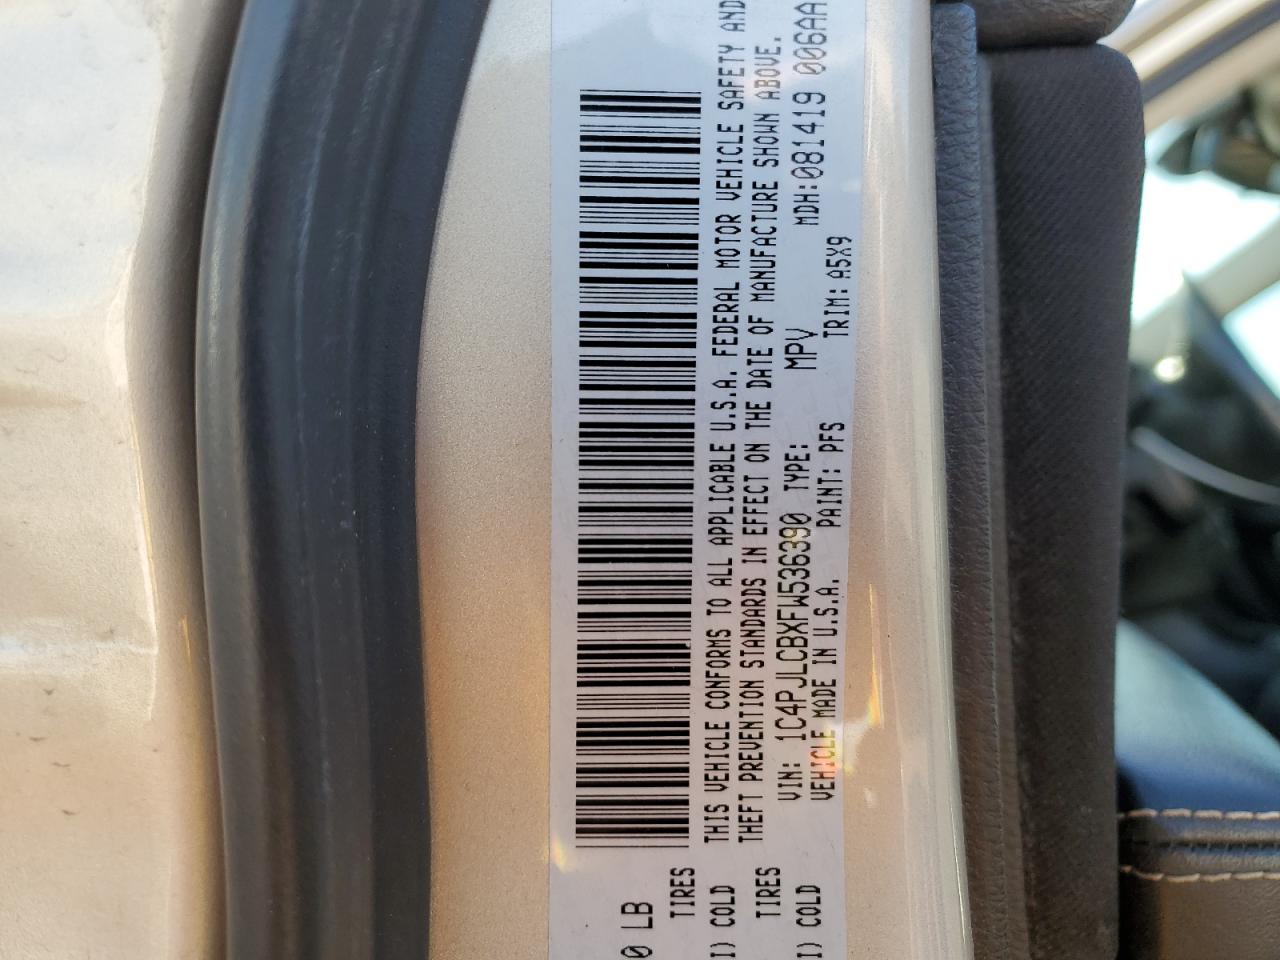 0 LB
TIRES
I) COLD
TIRES
I) COLD
THIS VEHICLE CONFORMS TO ALL APPLICABLE U.S.A. FEDERAL MOTOR VEHICLE SAFETY AND
THEFT PREVENTION STANDARDS IN EFFECT ON THE DATE OF MANUFACTURE SHOWN ABOVE.
VIN: 1C4PJLCBXFW536390 TYPE: MPV MDH:081419 006AA
VEHICLE MADE IN U.S.A. PAINT: PFS TRIM: A5X9